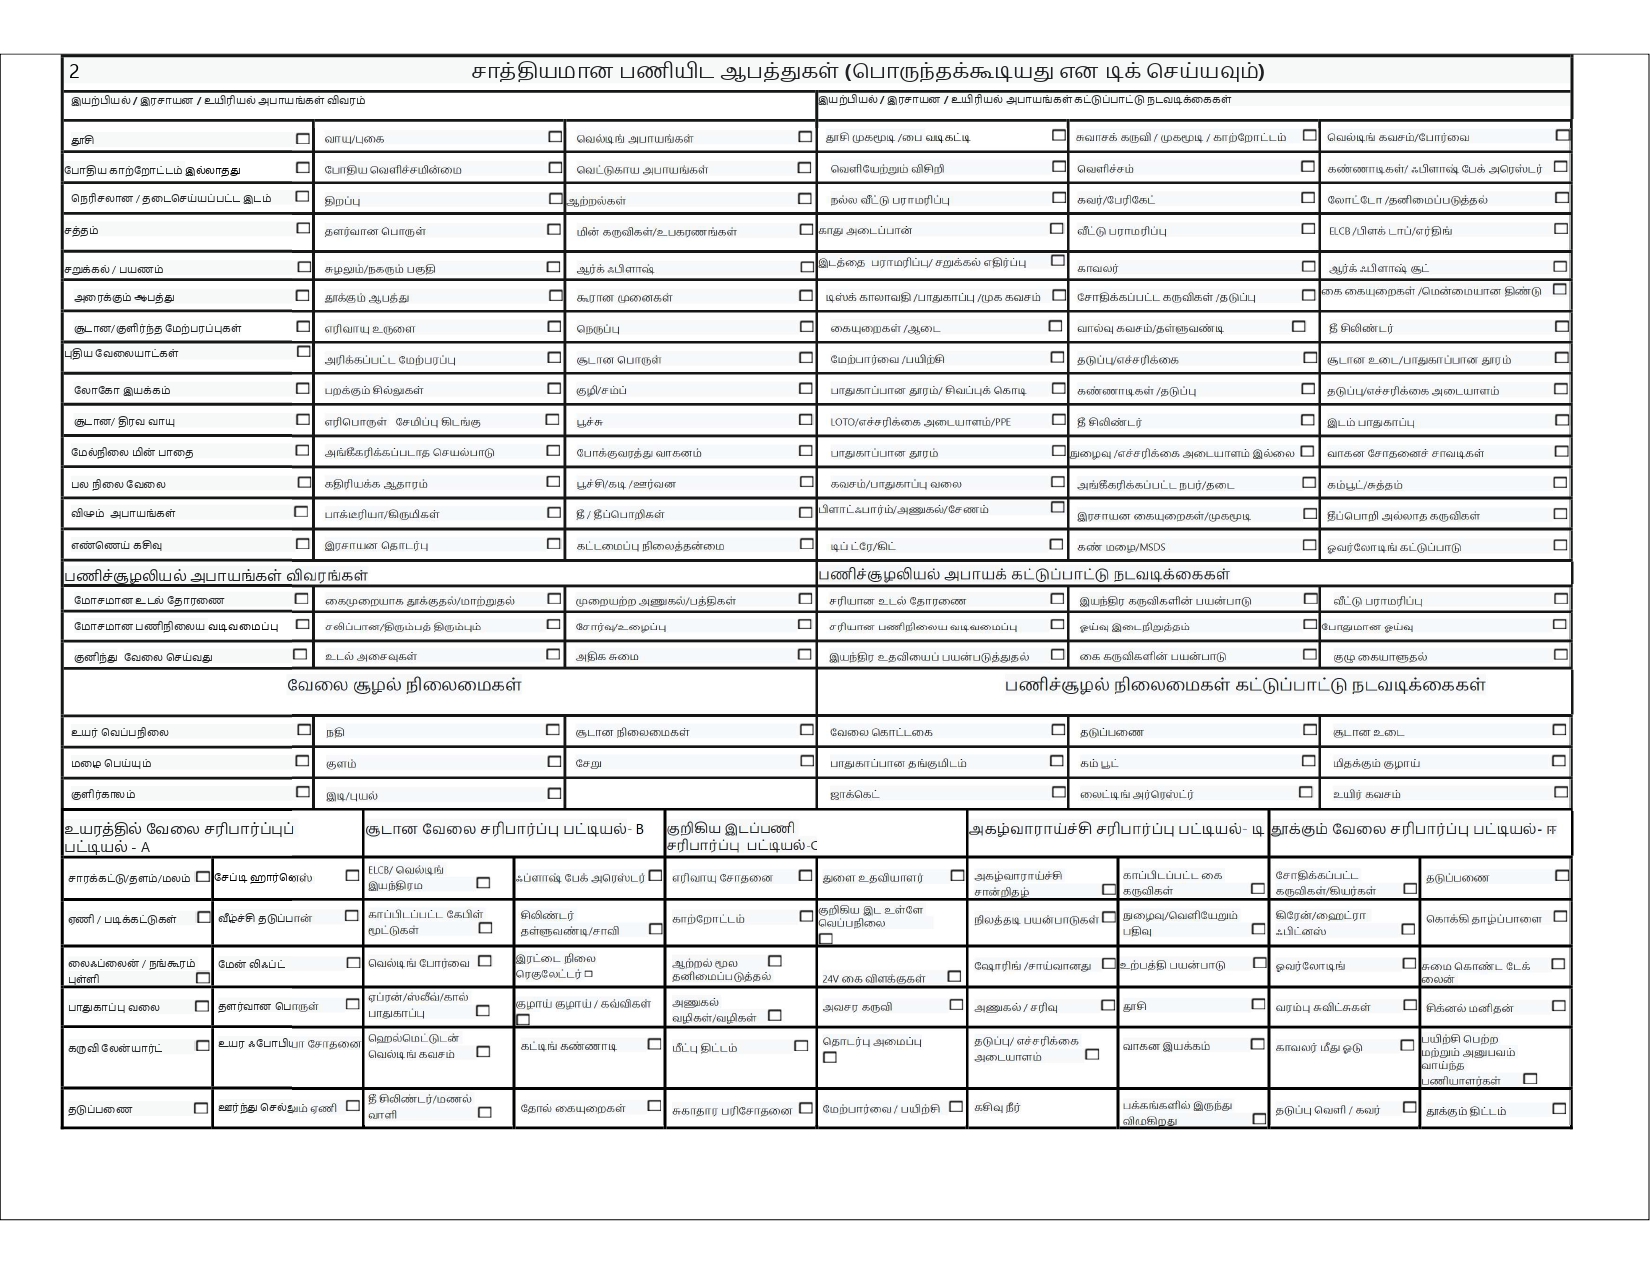 2 சாத்தியமான பணியிட ஆபத்துகள் (பொருந்தக்கூடியது என டிக் செய்யவும்)
இயற்பியல் / இரசாயன / உயிரியல் அபாயங்கள் விவரம் இயற்பியல் / இரசாயன / உயிரியல் அபாயங்கள் கட்டுப்பாட்டு நடவடிக்கைகள்
தூசி வாயு/புகை வெல்டிங் அபாயங்கள் தூசி முகமூடி /பை வடிகட்டி சுவாசக் கருவி / முகமூடி / காற்றோட்டம் வெல்டிங் கவசம்/போர்வை
போதிய காற்றோட்டம் இல்லாதது போதிய வெளிச்சமின்மை வெட்டுகாய அபாயங்கள் வெளியேற்றும் விசிறி வெளிச்சம் கண்ணாடிகள்/ ஃபிளாஷ் பேக் அரெஸ்டர்
நெரிசலான / தடைசெய்யப்பட்ட இடம் திறப்பு ஆற்றல்கள் நல்ல வீட்டு பராமரிப்பு கவர்/பேரிகேட் லோட்டோ /தனிமைப்படுத்தல்
சத்தம் தளர்வான பொருள் மின் கருவிகள்/உபகரணங்கள் காது அடைப்பான் வீட்டு பராமரிப்பு ELCB /பிளக் டாப்/எர்திங்
சறுக்கல் / பயணம் சுழலும்/நகரும் பகுதி ஆர்க் ஃபிளாஷ் இடத்தை பராமரிப்பு/ சறுக்கல் எதிர்ப்பு காவலர் ஆர்க் ஃபிளாஷ் சூட்
அரைக்கும் ஆபத்து தூக்கும் ஆபத்து கூரான முனைகள் டிஸ்க் காலாவதி /பாதுகாப்பு /முக கவசம் சோதிக்கப்பட்ட கருவிகள் /தடுப்பு கை கையுறைகள் /மென்மையான திண்டு
சூடான/குளிர்ந்த மேற்பரப்புகள் எரிவாயு உருளை நெருப்பு கையுறைகள் /ஆடை வால்வு கவசம்/தள்ளுவண்டி தீ சிலிண்டர்
புதிய வேலையாட்கள் அரிக்கப்பட்ட மேற்பரப்பு சூடான பொருள் மேற்பார்வை /பயிற்சி தடுப்பு/எச்சரிக்கை சூடான உடை/பாதுகாப்பான தூரம்
லோகோ இயக்கம் பறக்கும் சில்லுகள் குழி/சம்ப் பாதுகாப்பான தூரம்/ சிவப்புக் கொடி கண்ணாடிகள் /தடுப்பு தடுப்பு/எச்சரிக்கை அடையாளம்
சூடான/ திரவ வாயு எரிபொருள் சேமிப்பு கிடங்கு பூச்சு LOTO/எச்சரிக்கை அடையாளம்/PPE தீ சிலிண்டர் இடம் பாதுகாப்பு
மேல்நிலை மின் பாதை அங்கீகரிக்கப்படாத செயல்பாடு போக்குவரத்து வாகனம் பாதுகாப்பான தூரம் நுழைவு /எச்சரிக்கை அடையாளம் இல்லை வாகன சோதனைச் சாவடிகள்
பல நிலை வேலை கதிரியக்க ஆதாரம் பூச்சி/கடி /ஊர்வன கவசம்/பாதுகாப்பு வலை அங்கீகரிக்கப்பட்ட நபர்/தடை கம்பூட்/சுத்தம்
விழும் அபாயங்கள் பாக்டீரியா/கிருமிகள் தீ / தீப்பொறிகள் பிளாட்ஃபார்ம்/அணுகல்/சேணம் இரசாயன கையுறைகள்/முகமூடி தீப்பொறி அல்லாத கருவிகள்
எண்ணெய் கசிவு இரசாயன தொடர்பு கட்டமைப்பு நிலைத்தன்மை டிப் ட்ரே/கிட் கண் மழை/MSDS ஓவர்லோடிங் கட்டுப்பாடு
பணிச்சூழலியல் அபாயங்கள் விவரங்கள் பணிச்சூழலியல் அபாயக் கட்டுப்பாட்டு நடவடிக்கைகள்
மோசமான உடல் தோரணை கைமுறையாக தூக்குதல்/மாற்றுதல் முறையற்ற அணுகல்/பத்திகள் சரியான உடல் தோரணை இயந்திர கருவிகளின் பயன்பாடு வீட்டு பராமரிப்பு
மோசமான பணிநிலைய வடிவமைப்பு சலிப்பான/திரும்பத் திரும்பும் சோர்வு/உழைப்பு சரியான பணிநிலைய வடிவமைப்பு ஓய்வு இடைநிறுத்தம் போதுமான ஓய்வு
குனிந்து வேலை செய்வது உடல் அசைவுகள் அதிக சுமை இயந்திர உதவியைப் பயன்படுத்துதல் கை கருவிகளின் பயன்பாடு குழு கையாளுதல்
வேலை சூழல் நிலைமைகள் பணிச்சூழல் நிலைமைகள் கட்டுப்பாட்டு நடவடிக்கைகள்
உயர் வெப்பநிலை நதி சூடான நிலைமைகள் வேலை கொட்டகை தடுப்பணை சூடான உடை
மழை பெய்யும் குளம் சேறு பாதுகாப்பான தங்குமிடம் கம் பூட் மிதக்கும் குழாய்
குளிர்காலம் இடி/புயல் ஜாக்கெட் லைட்டிங் அர்ரெஸ்ட்ர் உயிர் கவசம்
உயரத்தில் வேலை சரிபார்ப்புப் சூடான வேலை சரிபார்ப்பு பட்டியல்- B குறிகிய இடப்பணி அகழ்வாராய்ச்சி சரிபார்ப்பு பட்டியல்- டி தூக்கும் வேலை சரிபார்ப்பு பட்டியல்- ஈ
பட்டியல் - A சரிபார்ப்பு பட்டியல்-C
சாரக்கட்டு/தளம்/மலம் சேப்டி ஹார்னெஸ் ELCB/ வெல்டிங் ஃப்ளாஷ் பேக் அரெஸ்டர் எரிவாயு சோதனை துளை உதவியாளர் அகழ்வாராய்ச்சி காப்பிடப்பட்ட கை சோதிக்கப்பட்ட தடுப்பணை
இயந்திரம சான்றிதழ் கருவிகள் கருவிகள்/கியர்கள்
ஏணி / படிக்கட்டுகள் வீழ்ச்சி தடுப்பான் காப்பிடப்பட்ட கேபிள் சிலிண்டர் காற்றோட்டம் குறிகிய இட உள்ளே நிலத்தடி பயன்பாடுகள் நுழைவு/வெளியேறும் கிரேன்/ஹைட்ரா கொக்கி தாழ்ப்பாளை
மூட்டுகள் தள்ளுவண்டி/சாவி வெப்பநிலை பதிவு ஃபிட்னஸ்
லைஃப்லைன் / நங்கூரம் மேன் லிஃப்ட் வெல்டிங் போர்வை இரட்டை நிலை ஆற்றல் மூல 24V கை விளக்குகள் ஷோரிங் /சாய்வானது உற்பத்தி பயன்பாடு ஓவர்லோடிங் சுமை கொண்ட டேக்
புள்ளி ரெகுலேட்டர் தனிமைப்படுத்தல் லைன்
பாதுகாப்பு வலை தளர்வான பொருள் ஏப்ரன்/ஸ்லீவ்/கால் குழாய் குழாய் / கவ்விகள் அணுகல் அவசர கருவி அணுகல் / சரிவு தூசி வரம்பு சுவிட்சுகள் சிக்னல் மனிதன்
பாதுகாப்பு வழிகள்/வழிகள்
கருவி லேன்யார்ட் உயர ஃபோபியா சோதனை ஹெல்மெட்டுடன் கட்டிங் கண்ணாடி மீட்பு திட்டம் தொடர்பு அமைப்பு தடுப்பு/ எச்சரிக்கை வாகன இயக்கம் காவலர் மீது ஓடு பயிற்சி பெற்ற
வெல்டிங் கவசம் அடையாளம் மற்றும் அனுபவம்
வாய்ந்த
பணியாளர்கள்
தடுப்பணை ஊர்ந்து செல்லும் ஏணி தீ சிலிண்டர்/மணல் தோல் கையுறைகள் சுகாதார பரிசோதனை மேற்பார்வை / பயிற்சி கசிவு நீர் பக்கங்களில் இருந்து தடுப்பு வெளி / கவர் தூக்கும் திட்டம்
வாளி விழுகிறது